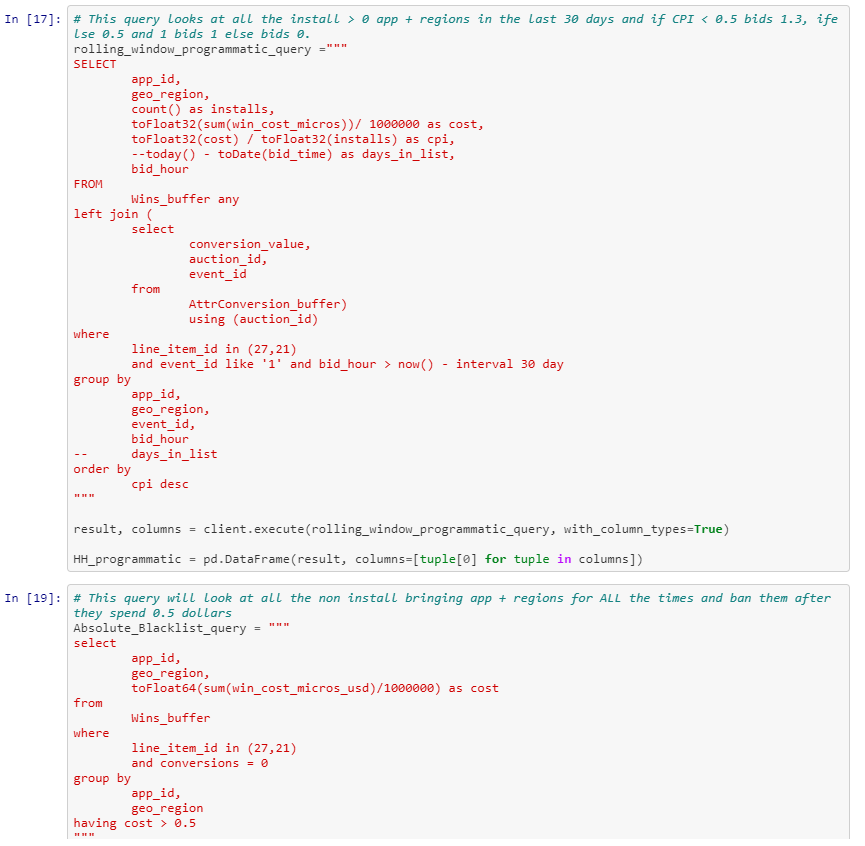 In [17]: # This query looks at all the install > 0 app + regions in the last 30 days and if CPI < 0.5 bids 1.3, ife
lse 0.5 and 1 bids 1 else bids 0.
rolling_window_programmatic_query ="""
SELECT
        app_id,
        geo_region,
        count() as installs,
        toFloat32(sum(win_cost_micros))/ 1000000 as cost,
        toFloat32(cost) / toFloat32(installs) as cpi,
        --today() - toDate(bid_time) as days_in_list,
        bid_hour
FROM
        Wins_buffer any
left join (
        select
                conversion_value,
                auction_id,
                event_id
        from
                AttrConversion_buffer)
                using (auction_id)
where
        line_item_id in (27,21)
        and event_id like '1' and bid_hour > now() - interval 30 day
group by
        app_id,
        geo_region,
        event_id,
        bid_hour
--      days_in_list
order by
        cpi desc
"""
result, columns = client.execute(rolling_window_programmatic_query, with_column_types=True)
HH_programmatic = pd.DataFrame(result, columns=[tuple[0] for tuple in columns])
In [19]: # This query will look at all the non install bringing app + regions for ALL the times and ban them after
they spend 0.5 dollars
Absolute_Blacklist_query = """
select
        app_id,
        geo_region,
        toFloat64(sum(win_cost_micros_usd)/1000000) as cost
from
        Wins_buffer
where
        line_item_id in (27,21)
        and conversions = 0
group by
        app_id,
        geo_region
having cost > 0.5
"""